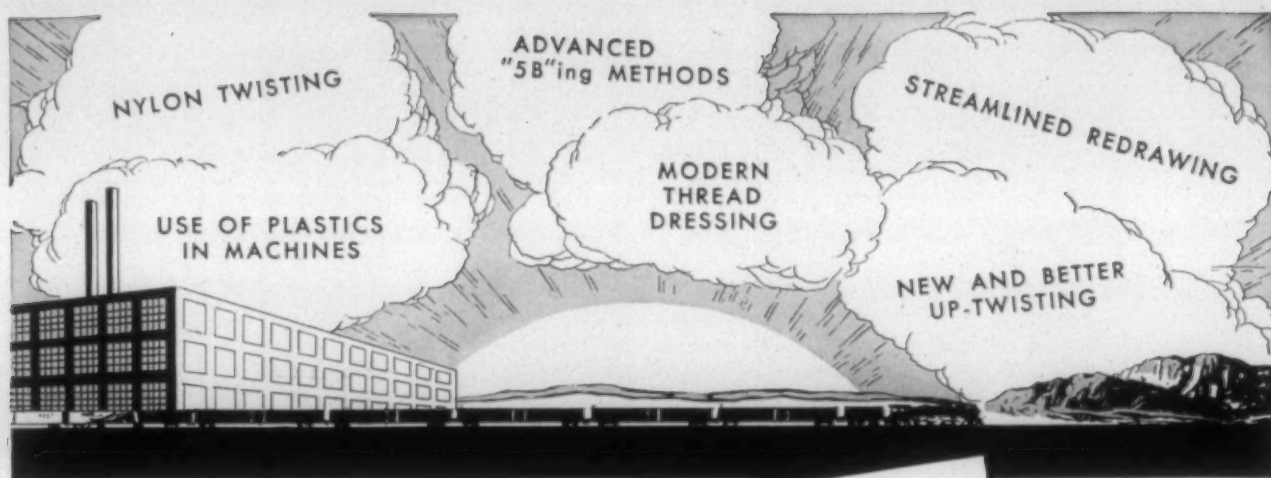 NYLON TWISTING
ADVANCED
"5B"ing METHODS
STREAMLINED REDRAWING
USE OF PLASTICS
IN MACHINES
MODERN
THREAD
DRESSING
NEW AND BETTER
UP-TWISTING